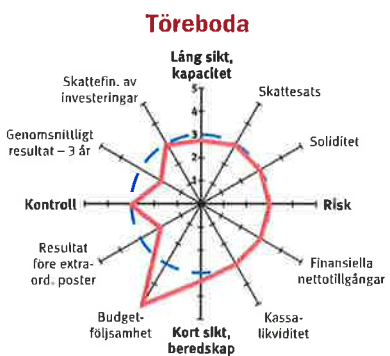 Töreboda
Lång sikt,
kapacitet
Skattefin. av
investeringar
Skattesats
Genomsnittligt
resultat – 3 år
Soliditet
5
4
3
2
1
Kontroll
Risk
Resultat
före extra-
ord. poster
Finansiella
nettotillgångar
Budget-
följsamhet
Kort sikt,
beredskap
Kassa-
likviditet